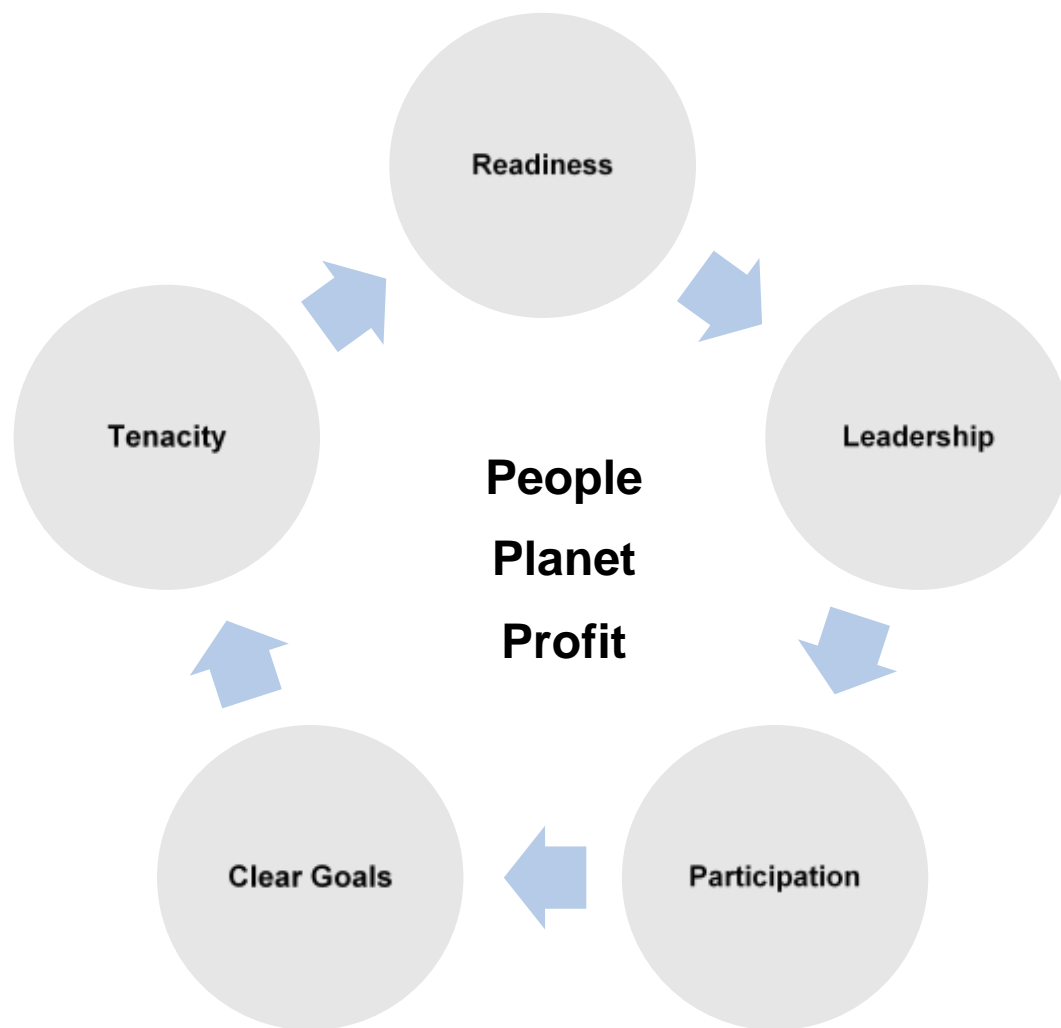 Readiness
Leadership
Tenacity
People
Planet
Profit
Clear Goals
Participation